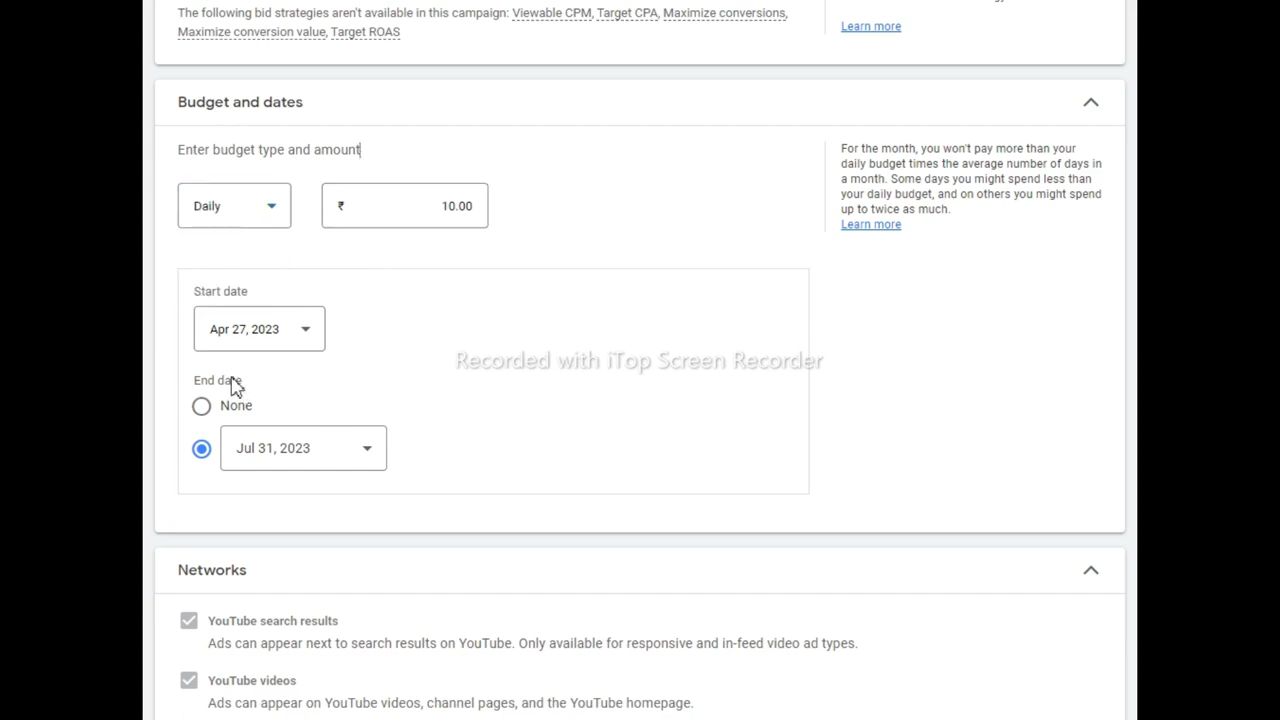 The following bid strategies aren't available in this campaign: Viewable CPM, Target CPA, Maximize conversions,
Maximize conversion value, Target ROAS
Learn more
Budget and dates
Enter budget type and amount
Daily
₹ 10.00
For the month, you won't pay more than your
daily budget times the average number of days in
a month. Some days you might spend less than
your daily budget, and on others you might spend
up to twice as much.
Learn more
Start date
Apr 27, 2023
Recorded with iTop Screen Recorder
End date
None
Jul 31, 2023
Networks
YouTube search results
Ads can appear next to search results on YouTube. Only available for responsive and in-feed video ad types.
YouTube videos
Ads can appear on YouTube videos, channel pages, and the YouTube homepage.